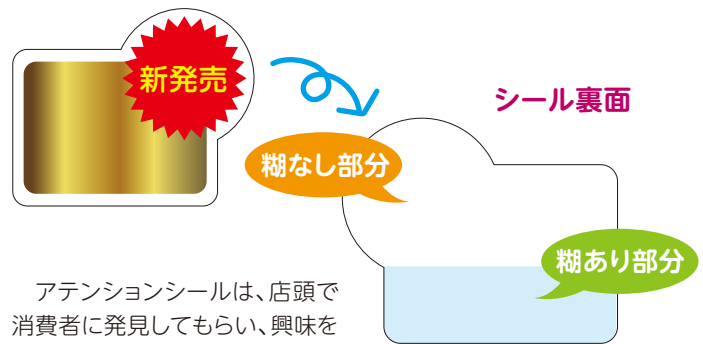 新発売
シール裏面
糊なし部分
糊あり部分
アテンションシールは、店頭で
消費者に発見してもらい、興味を